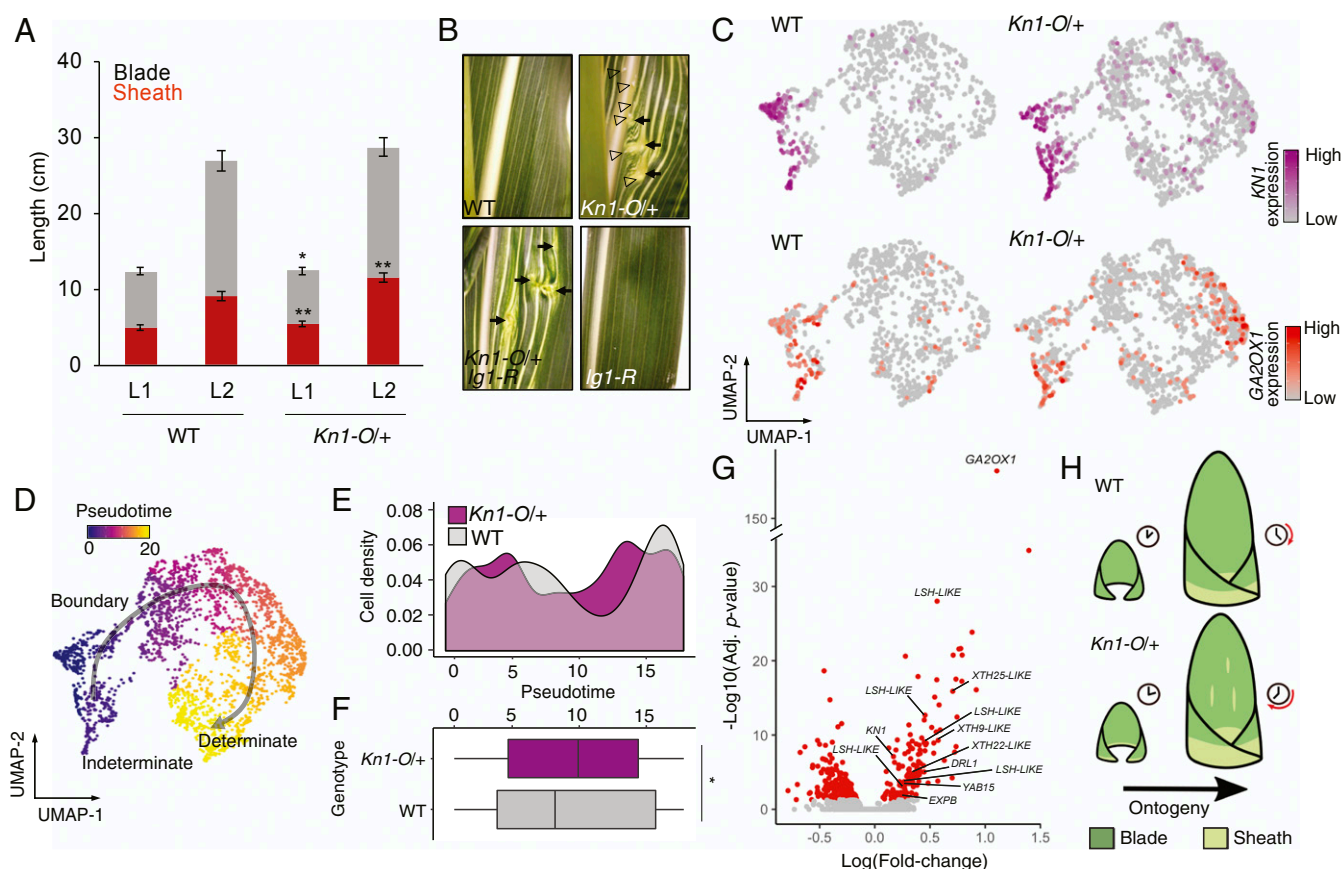 A
Blade
Sheath
Length (cm)
40
30
20
10
0
L1
L2
L1
L2
WT
Kn1-O/+
*
**
**
B
WT
Kn1-O/+
Kn1-O/+
lg1-R
lg1-R
C
WT
Kn1-O/+
KN1
expression
High
Low
WT
Kn1-O/+
GA2OX1
expression
High
Low
UMAP-2
UMAP-1
D
Pseudotime
0
20
Boundary
Determinate
Indeterminate
UMAP-2
UMAP-1
E
Kn1-O/+
WT
Cell density
0.08
0.06
0.04
0.02
0.00
0
5
10
15
Pseudotime
F
0
5
10
15
Genotype
Kn1-O/+
WT
*
G
GA2OX1
-Log10(Adj. p-value)
150
30
20
10
0
LSH-LIKE
XTH25-LIKE
LSH-LIKE
LSH-LIKE
KN1
XTH9-LIKE
LSH-LIKE
XTH22-LIKE
DRL1
LSH-LIKE
YAB15
EXPB
-0.5
0.0
0.5
1.0
1.5
Log(Fold-change)
H
WT
Kn1-O/+
Ontogeny
Blade
Sheath